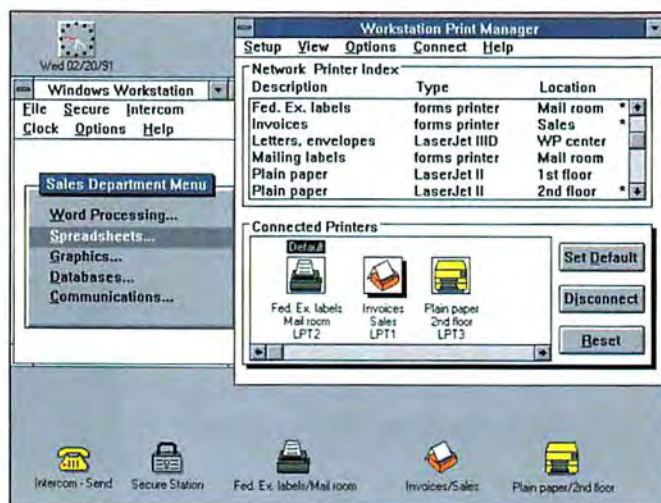 Wed 02/20/91
Windows Workstation
File Secure Intercom
Clock Options Help
Sales Department Menu
Word Processing...
Spreadsheets...
Graphics...
Databases...
Communications...
Workstation Print Manager
Setup View Options Connect Help
Network Printer Index
Description Type Location
Fed. Ex. labels forms printer Mail room *
Invoices forms printer Sales *
Letters, envelopes LaserJet IIID WP center
Mailing labels forms printer Mail room
Plain paper LaserJet II 1st floor
Plain paper LaserJet II 2nd floor *
Connected Printers
Default
Fed. Ex. labels
Mail room
LPT2
Invoices
Sales
LPT1
Plain paper
2nd floor
LPT3
Set Default
Disconnect
Reset
Intercom - Send
Secure Station
Fed. Ex. labels/Mail room
Invoices/Sales
Plain paper/2nd floor